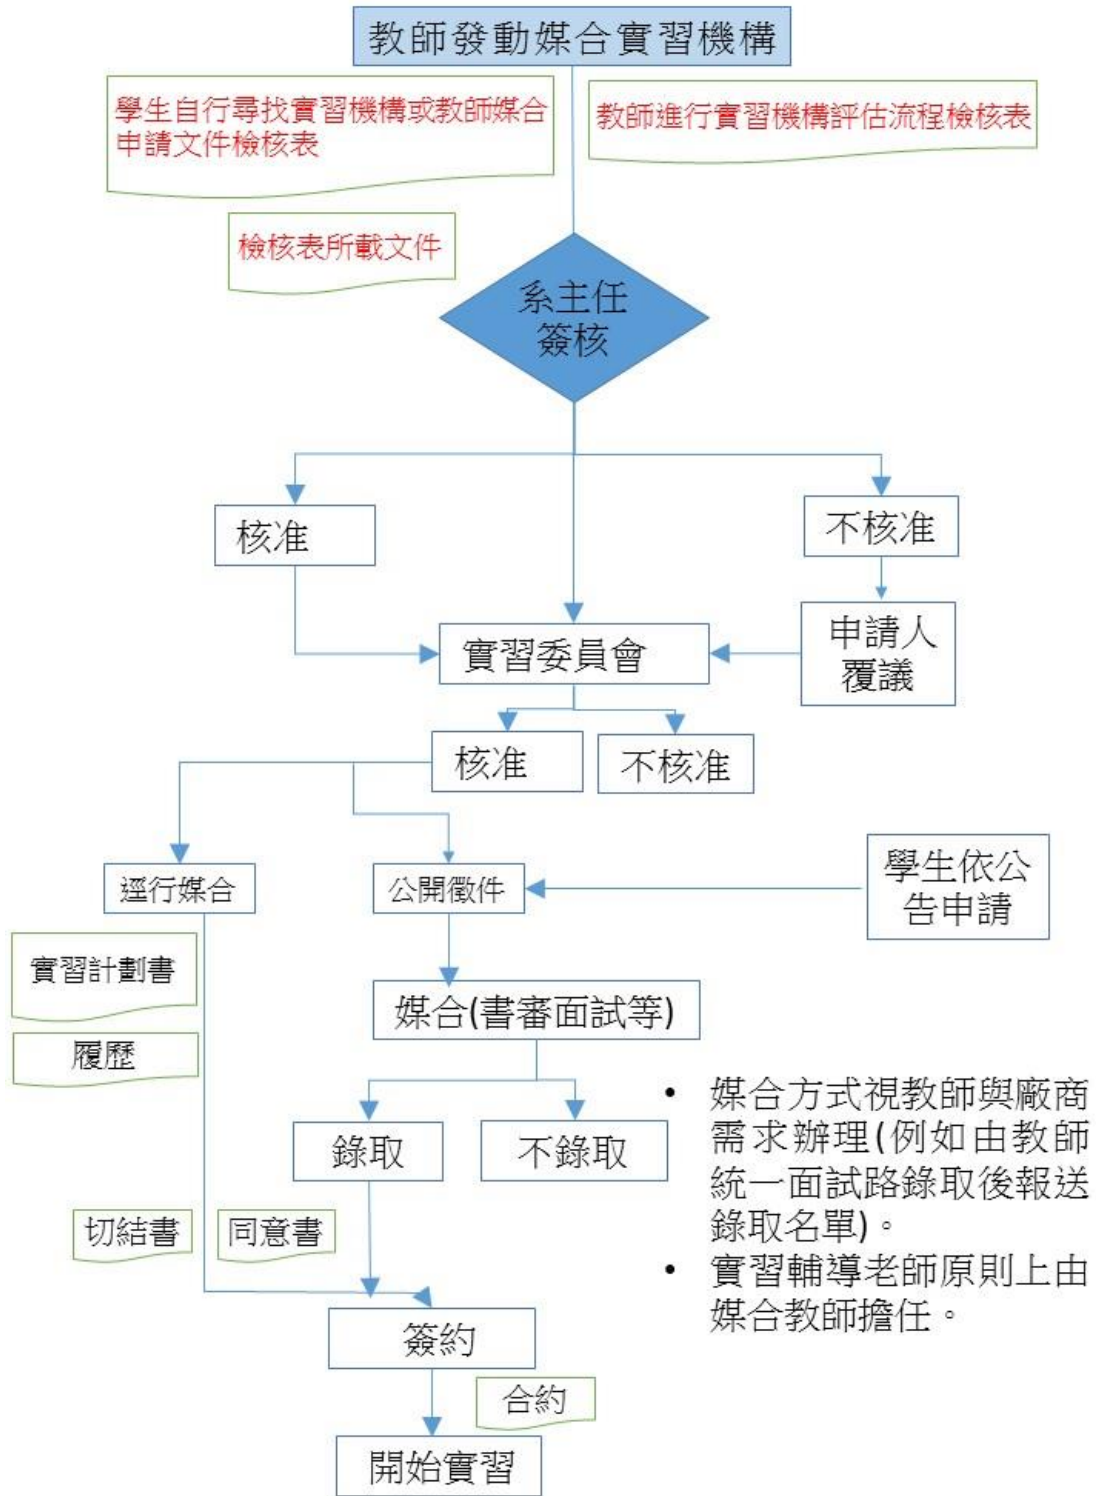 教師發動媒合實習機構
學生自行尋找實習機構或教師媒合
申請文件檢核表
教師進行實習機構評估流程檢核表
檢核表所載文件
系主任
簽核
核准
不核准
申請人
覆議
實習委員會
核准
不核准
逕行媒合
公開徵件
學生依公
告申請
實習計劃書
履歷
媒合(書審面試等)
錄取
不錄取
• 媒合方式視教師與廠商
需求辦理(例如由教師
統一面試路錄取後報送
錄取名單)。
• 實習輔導老師原則上由
媒合教師擔任。
切結書
同意書
簽約
合約
開始實習